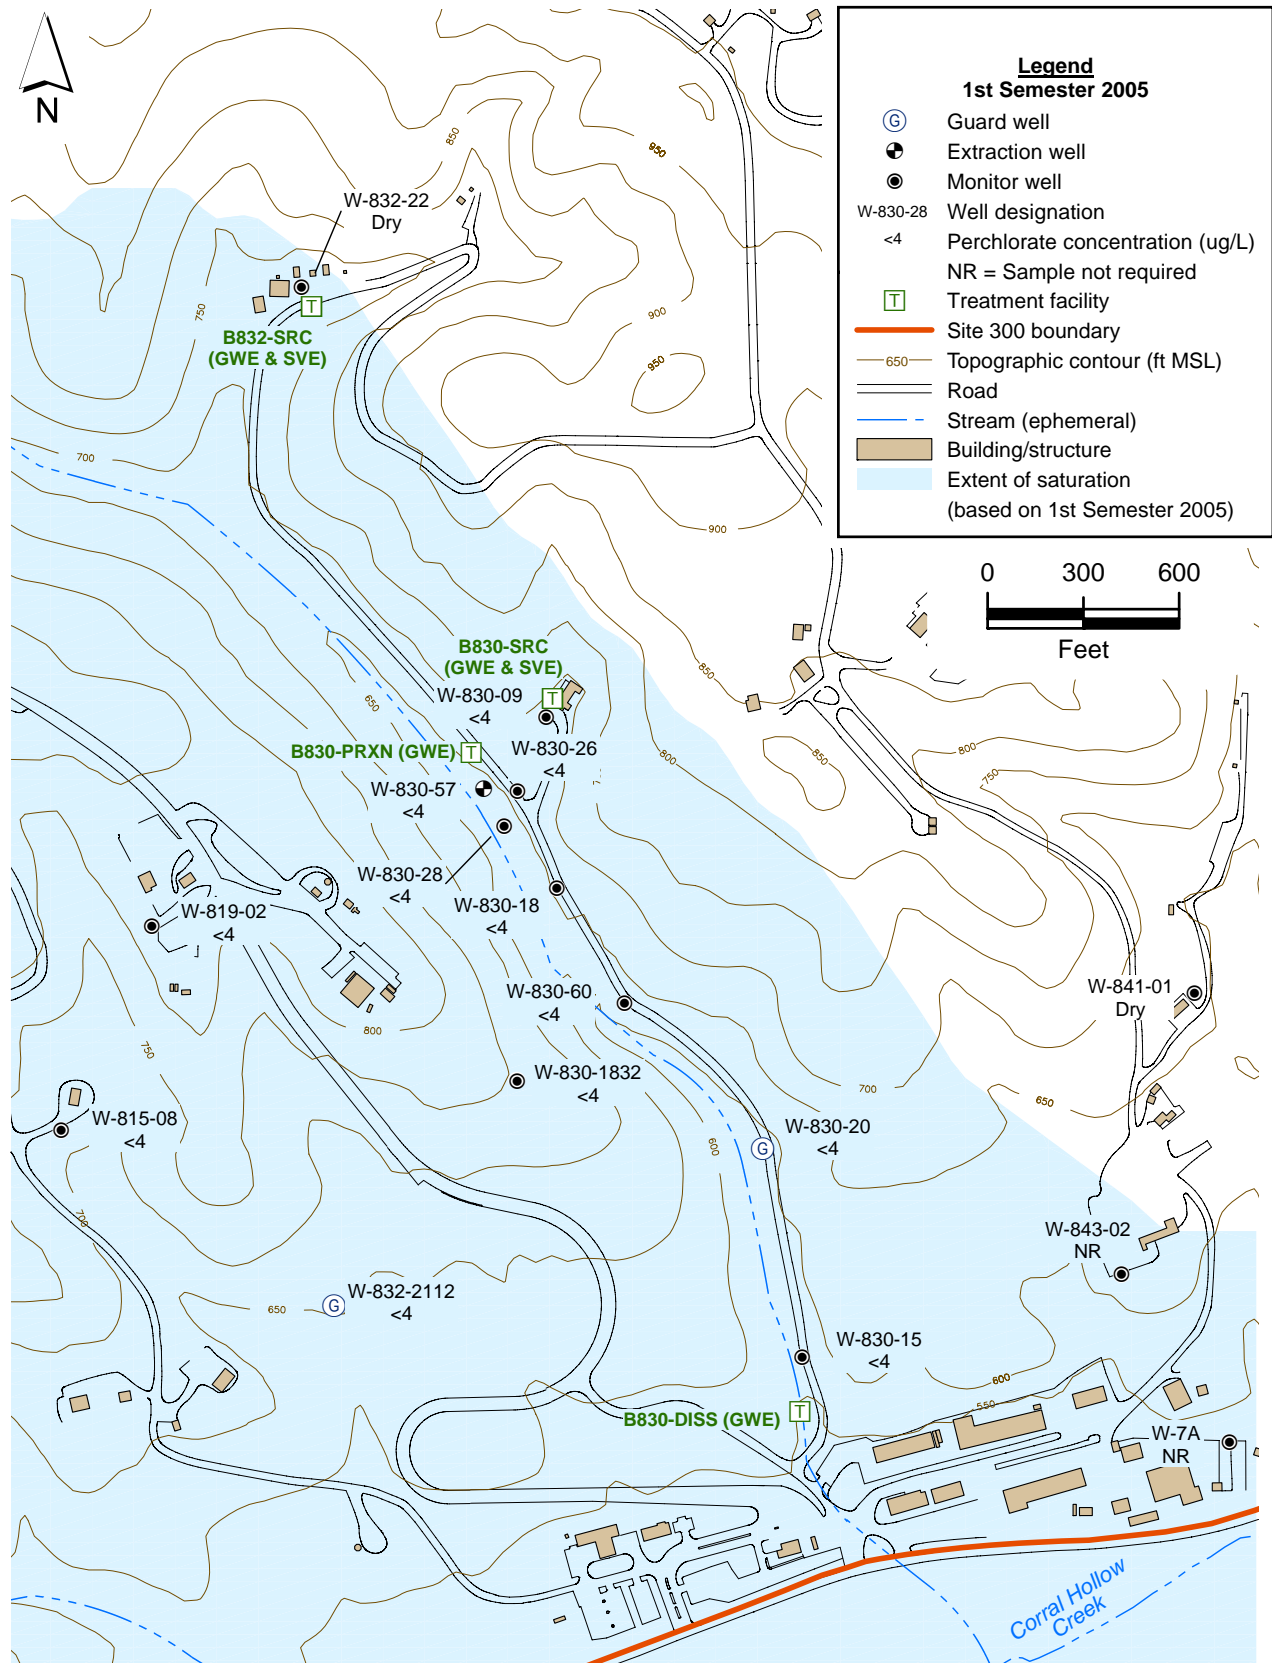 N
Legend
1st Semester 2005
G Guard well
Extraction well
Monitor well
W-830-28 Well designation
<4 Perchlorate concentration (ug/L)
NR = Sample not required
T Treatment facility
Site 300 boundary
650 Topographic contour (ft MSL)
Road
Stream (ephemeral)
Building/structure
Extent of saturation
(based on 1st Semester 2005)
0 300 600
Feet
850
950
W-832-22
Dry
750
T
B832-SRC
(GWE & SVE)
900
950
700
900
B830-SRC
(GWE & SVE)
650
W-830-09
<4
T
850
B830-PRXN (GWE)
T
W-830-26
<4
800
850
800
750
W-830-57
<4
W-830-28
<4
W-830-18
<4
W-819-02
<4
W-830-60
<4
W-841-01
Dry
800
750
W-830-1832
<4
700
650
W-815-08
<4
W-830-20
<4
G
600
700
W-843-02
NR
W-832-2112
<4
G
650
W-830-15
<4
600
550
B830-DISS (GWE)
T
W-7A
NR
Corral Hollow
Creek